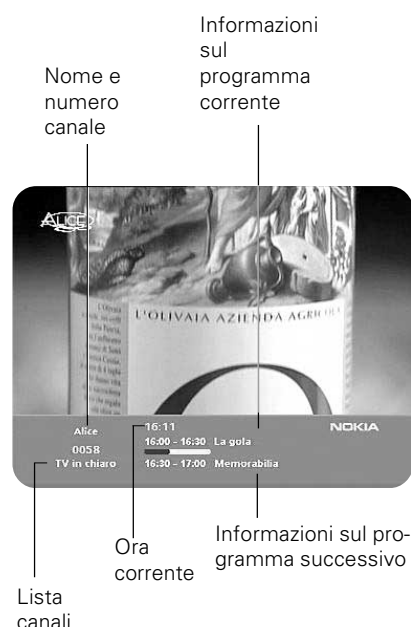 Informazioni
sul
programma
corrente
Nome e
numero
canale
ALICE
L'OLIVAIA AZIENDA AGRICOLA
Alice
0058
TV in chiaro
16:11
16:00 - 16:30 La gola
16:30 - 17:00 Memorabilia
NOKIA
Ora
corrente
Informazioni sul pro-
gramma successivo
Lista
canali